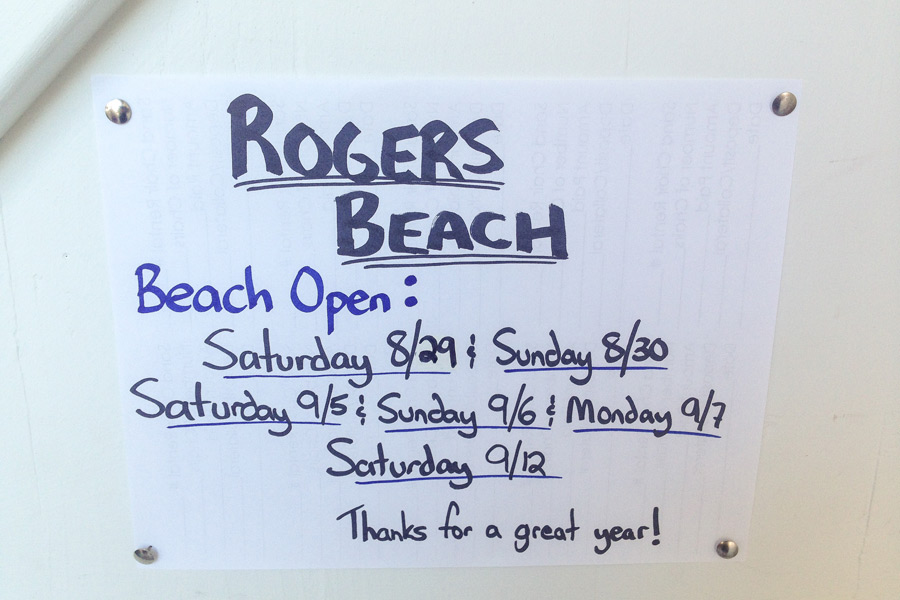 ROGERS
BEACH
Beach Open:
Saturday 8/29 & Sunday 8/30
Saturday 9/5 & Sunday 9/6 & Monday 9/7
Saturday 9/12
Thanks for a great year!